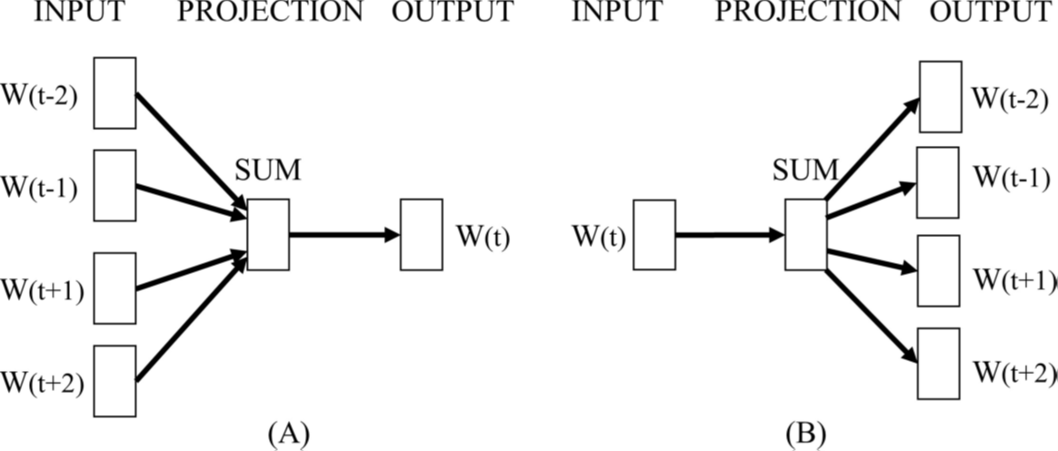 INPUT PROJECTION OUTPUT
W(t-2)
W(t-1)
SUM
W(t)
W(t+1)
W(t+2)
(A)
INPUT PROJECTION OUTPUT
W(t-2)
W(t-1)
SUM
W(t)
W(t+1)
W(t+2)
(B)